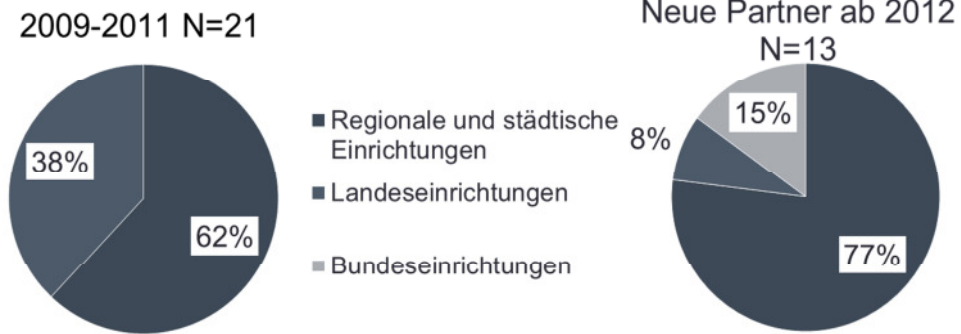 2009-2011 N=21
38%
62%
Regionale und städtische
Einrichtungen
Landeseinrichtungen
Bundeseinrichtungen
Neue Partner ab 2012
N=13
15%
8%
77%